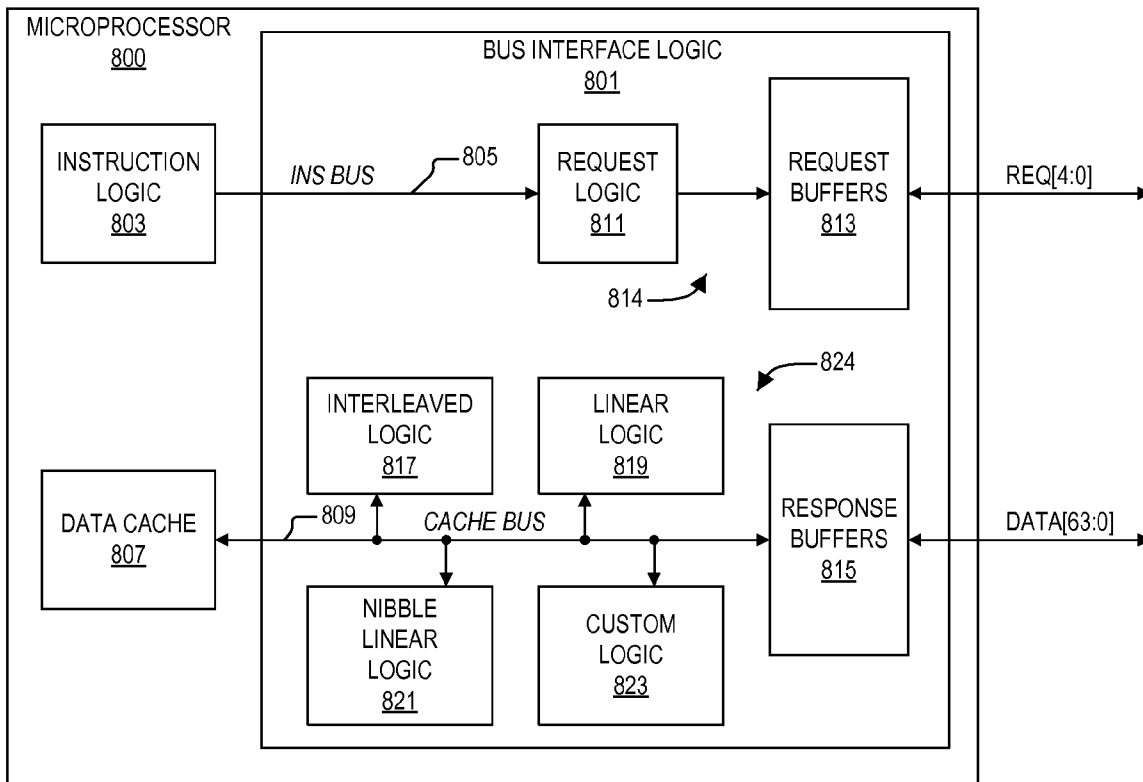 MICROPROCESSOR
800
BUS INTERFACE LOGIC
801
INSTRUCTION
LOGIC
803
INS BUS
805
REQUEST
LOGIC
811
REQUEST
BUFFERS
813
REQ[4:0]
814
824
INTERLEAVED
LOGIC
817
LINEAR
LOGIC
819
DATA CACHE
807
809
CACHE BUS
RESPONSE
BUFFERS
815
DATA[63:0]
NIBBLE
LINEAR
LOGIC
821
CUSTOM
LOGIC
823